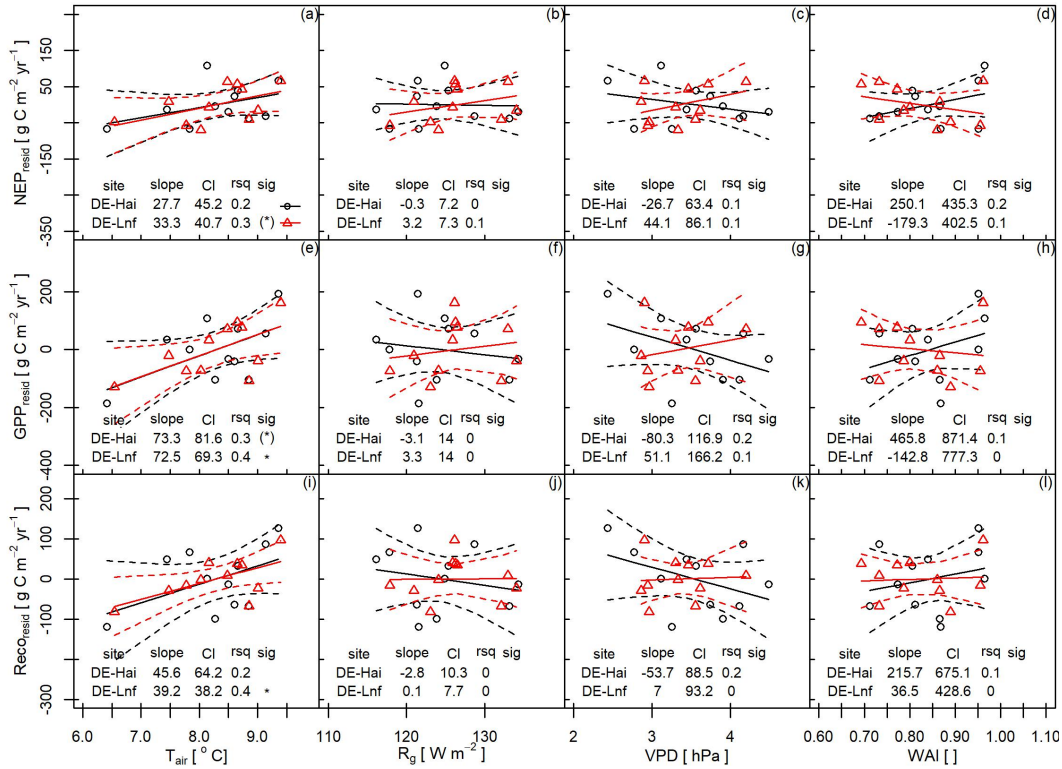 (a) (b) (c) (d)
NEPresid [ g C m−2 yr−1 ]
150
50
-50
-150
-350
site slope CI rsq sig slope CI rsq sig slope CI rsq sig slope CI rsq sig
DE-Hai 27.7 45.2 0.2 DE-Hai -0.3 7.2 0 DE-Hai -26.7 63.4 0.1 DE-Hai 250.1 435.3 0.2
DE-Lnf 33.3 40.7 0.3 (*) DE-Lnf 3.2 7.3 0.1 DE-Lnf 44.1 86.1 0.1 DE-Lnf -179.3 402.5 0.1
(e) (f) (g) (h)
GPPresid [ g C m−2 yr−1 ]
200
0
-200
-400
site slope CI rsq sig slope CI rsq sig slope CI rsq sig slope CI rsq sig
DE-Hai 73.3 81.6 0.3 (*) DE-Hai -3.1 14 0 DE-Hai -80.3 116.9 0.2 DE-Hai 465.8 871.4 0.1
DE-Lnf 72.5 69.3 0.4 * DE-Lnf 3.3 14 0 DE-Lnf 51.1 166.2 0.1 DE-Lnf -142.8 777.3 0
(i) (j) (k) (l)
Recoresid [ g C m−2 yr−1 ]
200
100
0
-100
-300
site slope CI rsq sig slope CI rsq sig slope CI rsq sig slope CI rsq sig
DE-Hai 45.6 64.2 0.2 DE-Hai -2.8 10.3 0 DE-Hai -53.7 88.5 0.2 DE-Hai 215.7 675.1 0.1
DE-Lnf 39.2 38.2 0.4 * DE-Lnf 0.1 7.7 0 DE-Lnf 7 93.2 0 DE-Lnf 36.5 428.6 0
6.0 7.0 8.0 9.0 110 120 130 2 3 4 0.60 0.70 0.80 0.90 1.00 1.10
Tair [ ° C ] Rg [ W m−2 ] VPD [ hPa ] WAI [ ]